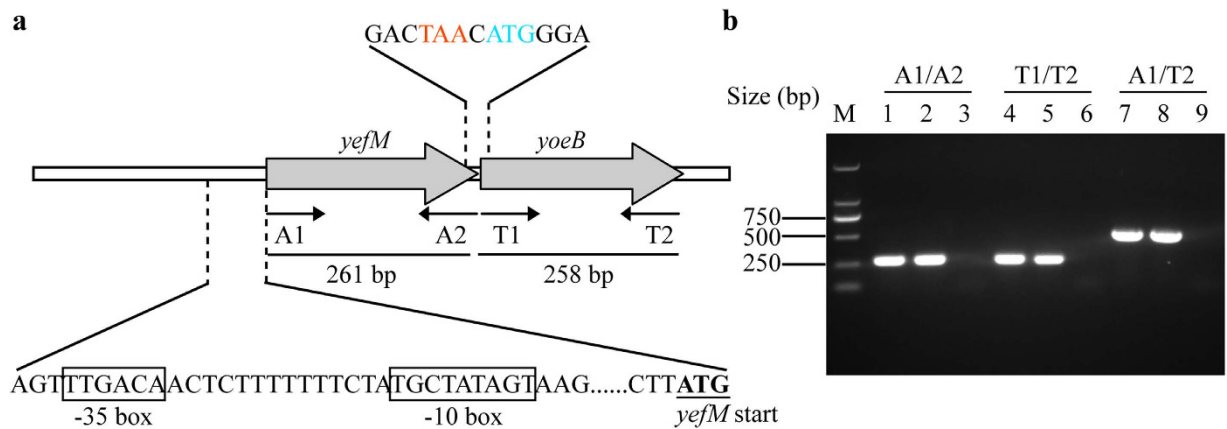 a
GACTAACATGGGA
yefM yoeB
A1 A2 T1 T2
261 bp 258 bp
AGTTTGACAACTCTTTTTTTCTATGCTATAGTAAG......CTTATG
-35 box -10 box yefM start
b
A1/A2 T1/T2 A1/T2
Size (bp) M 1 2 3 4 5 6 7 8 9
750
500
250